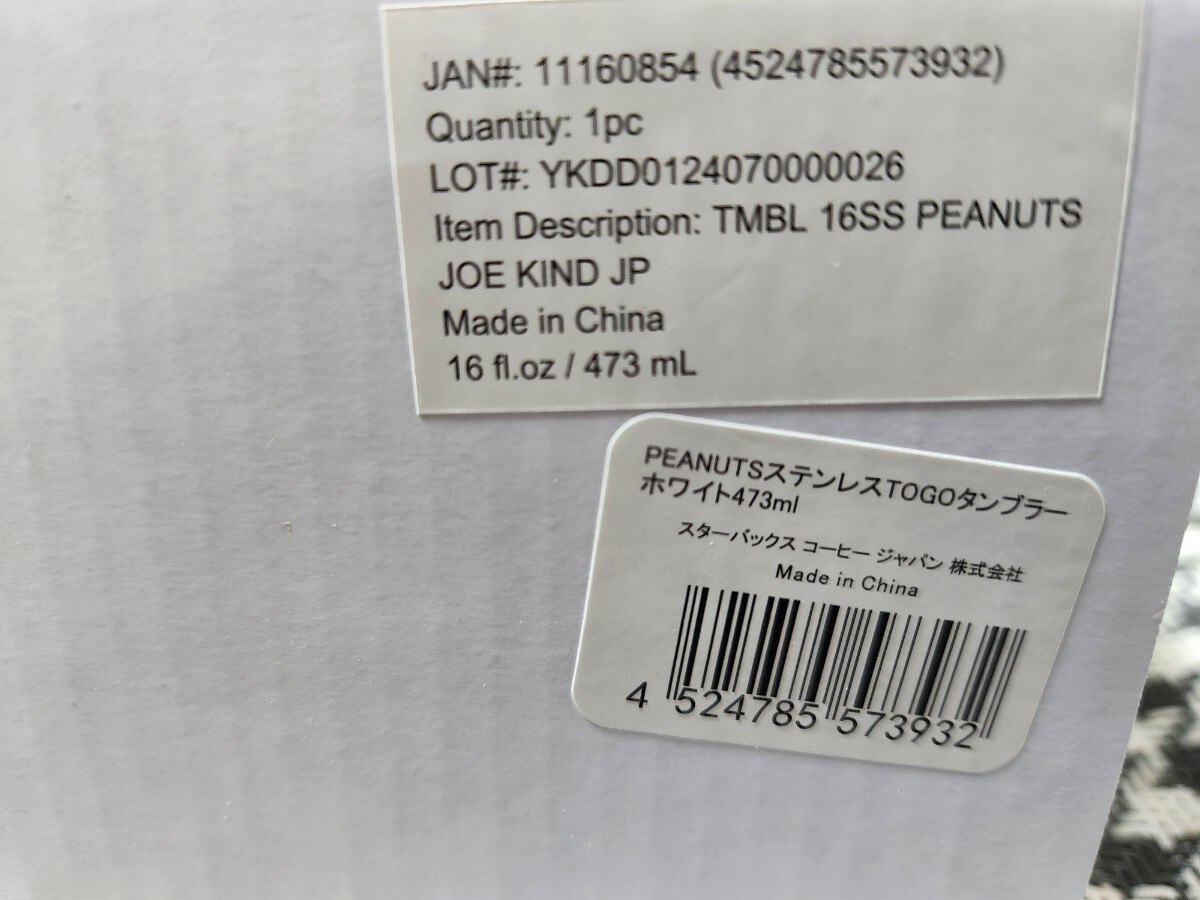 JAN#: 11160854 (4524785573932)
Quantity: 1pc
LOT#: YKDD0124070000026
Item Description: TMBL 16SS PEANUTS
JOE KIND JP
Made in China
16 fl.oz / 473 mL
PEANUTSステンレスTOGOタンブラー
ホワイト473ml
スターバックス コーヒー ジャパン 株式会社
Made in China
4 524785 573932